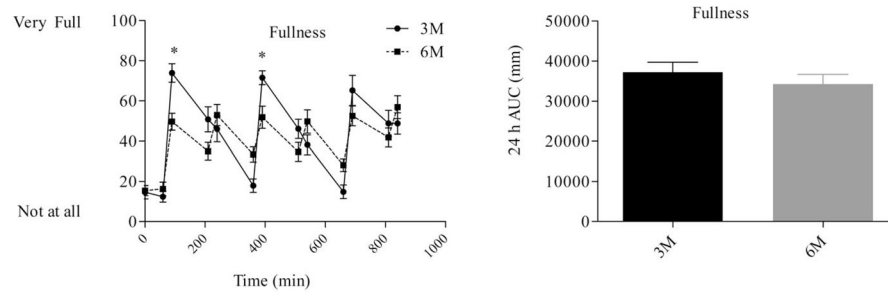 Very Full
Not at all
100
80
60
40
20
0
Fullness
3M
6M
*
*
0
200
400
600
800
1000
Time (min)
Fullness
24 h AUC (mm)
50000
40000
30000
20000
10000
0
3M
6M